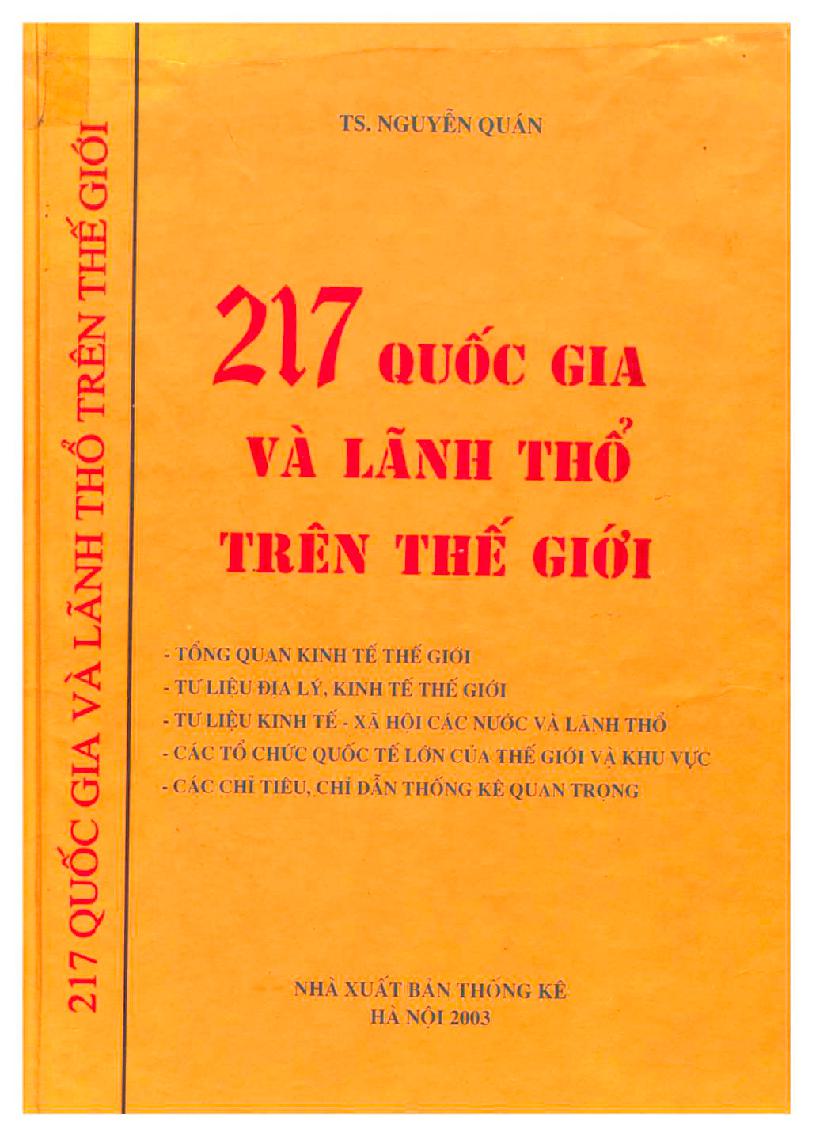 217 QUỐC GIA VÀ LÃNH THỔ TRÊN THẾ GIỚI
TS. NGUYỄN QUÁN
217 QUỐC GIA
VÀ LÃNH THỔ
TRÊN THẾ GIỚI
- TỔNG QUAN KINH TẾ THẾ GIỚI
- TƯ LIỆU ĐỊA LÝ, KINH TẾ THẾ GIỚI
- TƯ LIỆU KINH TẾ - XÃ HỘI CÁC NƯỚC VÀ LÃNH THỔ
- CÁC TỔ CHỨC QUỐC TẾ LỚN CỦA THẾ GIỚI VÀ KHU VỰC
- CÁC CHỈ TIÊU, CHỈ DẪN THỐNG KÊ QUAN TRỌNG
NHÀ XUẤT BẢN THỐNG KÊ
HÀ NỘI 2003